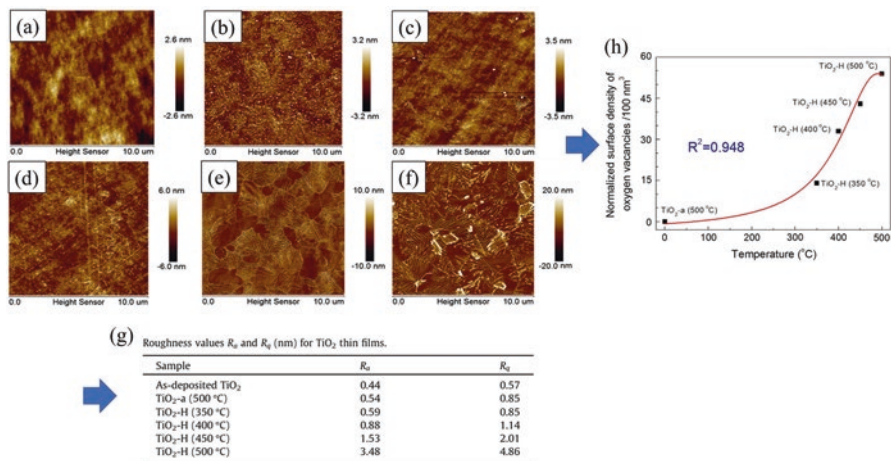 (a)
2.6 nm
-2.6 nm
0.0 Height Sensor 10.0 um
(b)
3.2 nm
-3.2 nm
0.0 Height Sensor 10.0 um
(c)
3.5 nm
-3.5 nm
0.0 Height Sensor 10.0 um
(d)
6.0 nm
-6.0 nm
0.0 Height Sensor 10.0 um
(e)
10.0 nm
-10.0 nm
0.0 Height Sensor 10.0 um
(f)
20.0 nm
-20.0 nm
0.0 Height Sensor 10.0 um
(h)
Normalized surface density of
oxygen vacancies /100 nm³
60
45
30
15
0
TiO₂-H (500 °C)
TiO₂-H (450 °C)
TiO₂-H (400 °C)
R²=0.948
TiO₂-H (350 °C)
TiO₂-a (500 °C)
0 100 200 300 400 500
Temperature (°C)
(g)
Roughness values Rₐ and R_q (nm) for TiO₂ thin films.
Sample Rₐ R_q
As-deposited TiO₂ 0.44 0.57
TiO₂-a (500 °C) 0.54 0.85
TiO₂-H (350 °C) 0.59 0.85
TiO₂-H (400 °C) 0.88 1.14
TiO₂-H (450 °C) 1.53 2.01
TiO₂-H (500 °C) 3.48 4.86